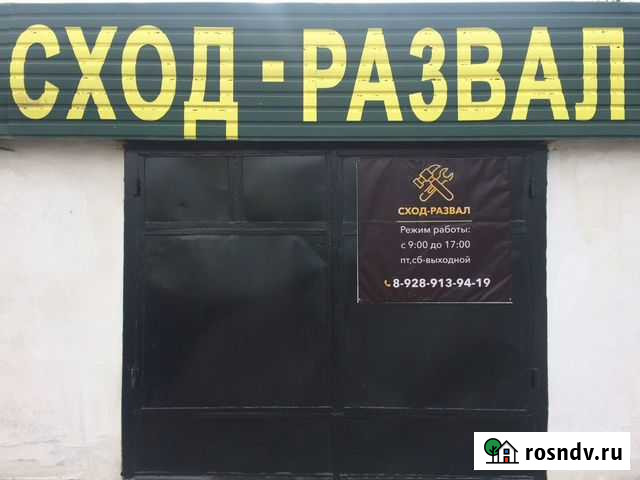 СХОД-РАЗВАЛ
СХОД-РАЗВАЛ
Режим работы:
с 9:00 до 17:00
пт,сб-выходной
8-928-913-94-19
rosndv.ru